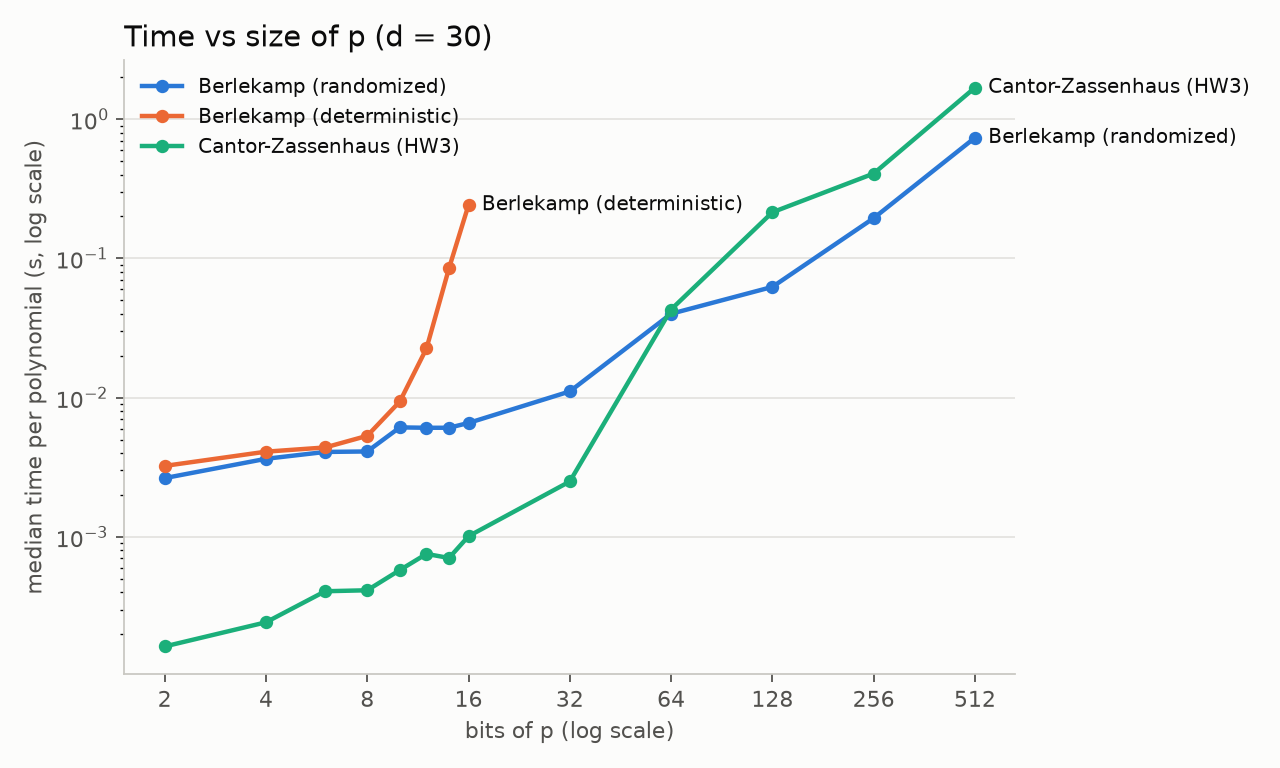 Time vs size of p (d = 30)
Berlekamp (randomized)
Berlekamp (deterministic)
Cantor-Zassenhaus (HW3)
Cantor-Zassenhaus (HW3)
Berlekamp (randomized)
Berlekamp (deterministic)
median time per polynomial (s, log scale)
10⁰
10⁻¹
10⁻²
10⁻³
2 4 8 16 32 64 128 256 512
bits of p (log scale)